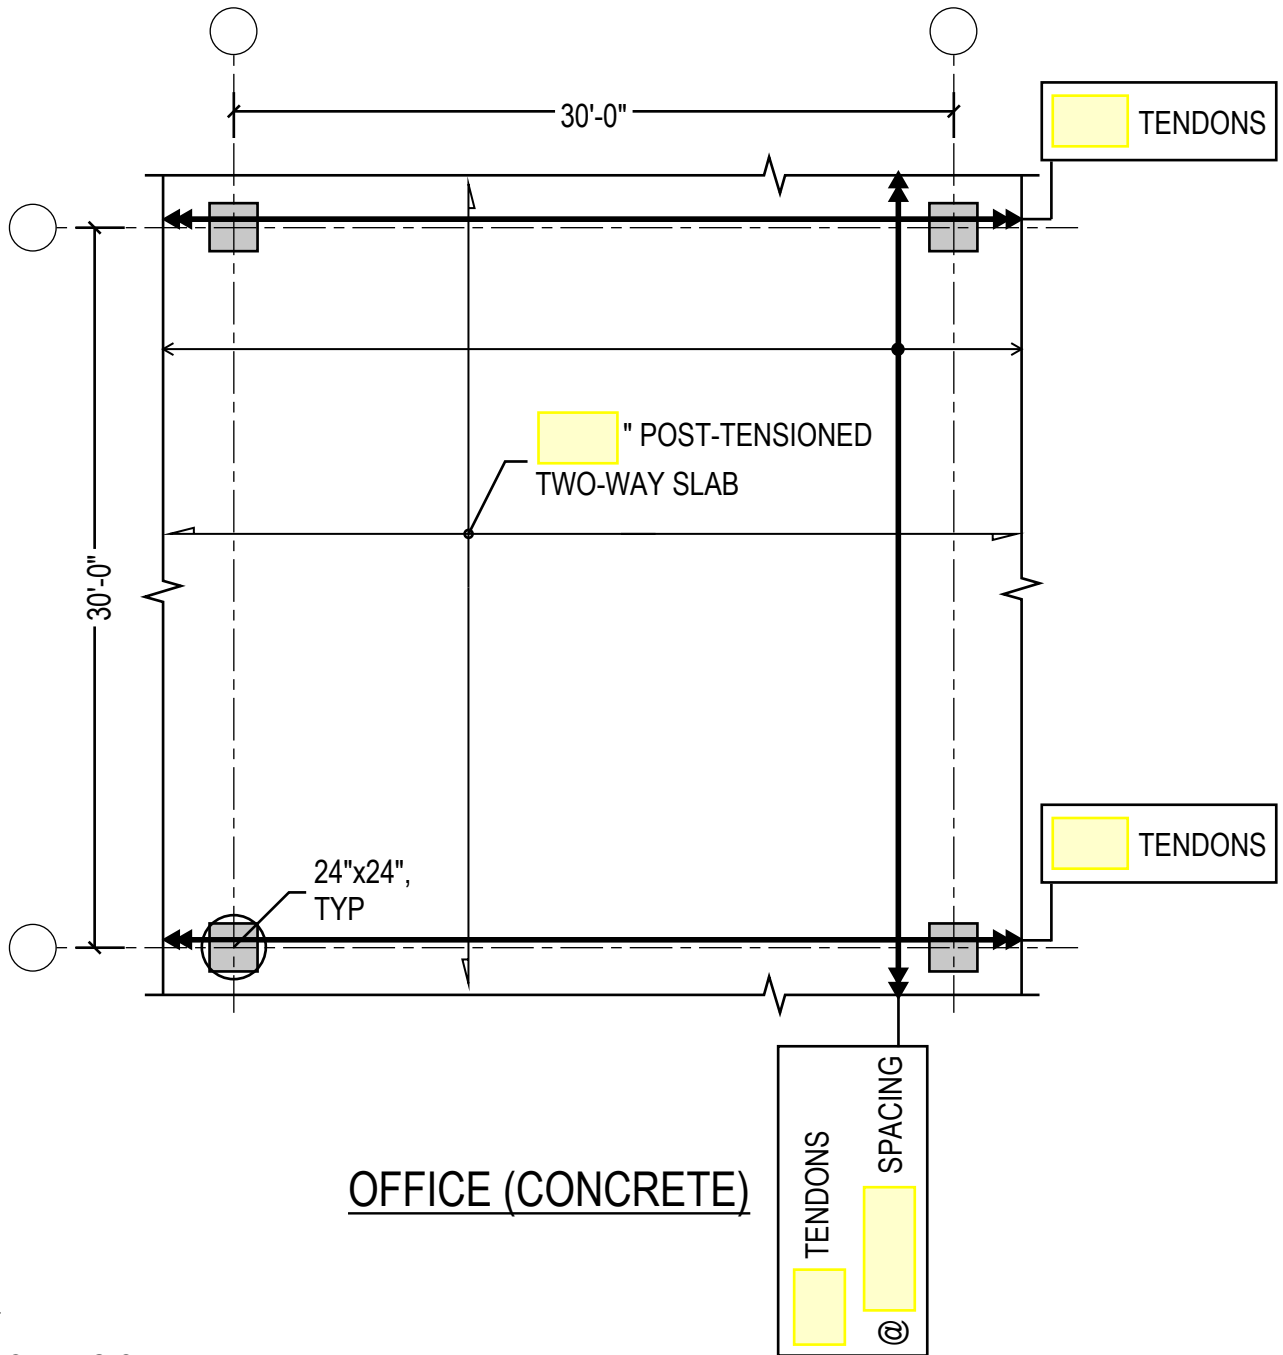 30'-0"
TENDONS
" POST-TENSIONED
TWO-WAY SLAB
30'-0"
TENDONS
24"x24",
TYP
TENDONS
@ SPACING
OFFICE (CONCRETE)